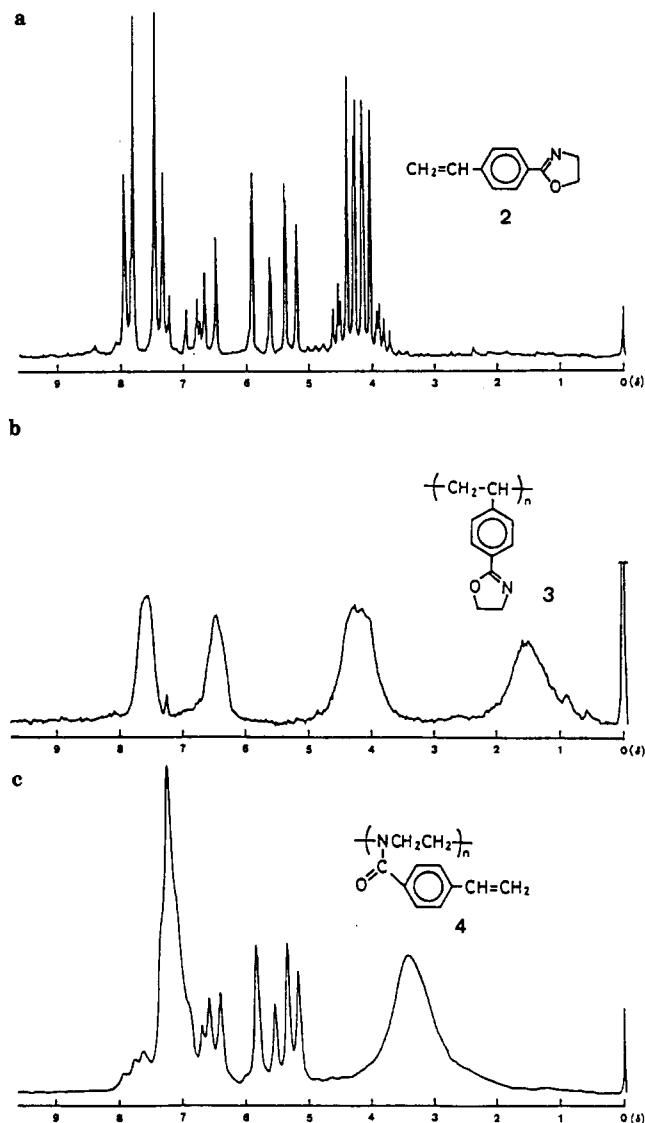 a
CH₂=CH
N
O
2
9 8 7 6 5 4 3 2 1 0(δ)
b
(CH₂-CH)n
O N
3
9 8 7 6 5 4 3 2 1 0(δ)
c
(NCH₂CH₂)n
C
O
CH=CH₂
4
9 8 7 6 5 4 3 2 1 0(δ)